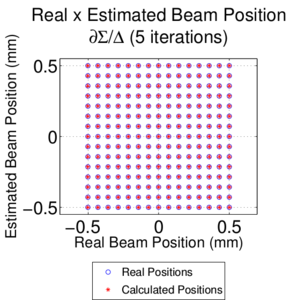 Real x Estimated Beam Position
∂Σ/Δ (5 iterations)
Estimated Beam Position (mm)
0.5
0
−0.5
−0.5 0 0.5
Real Beam Position (mm)
Real Positions
Calculated Positions